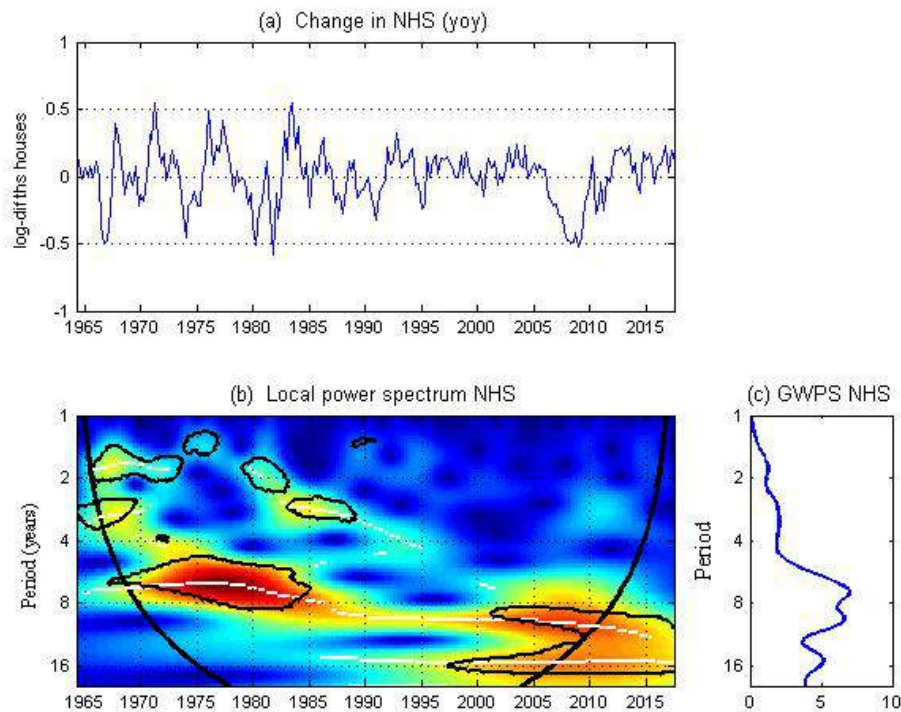 (a) Change in NHS (yoy)
log-difths houses
1
0.5
0
-0.5
-1
1965 1970 1975 1980 1985 1990 1995 2000 2005 2010 2015
(b) Local power spectrum NHS
Period (years)
1
2
4
8
16
1965 1970 1975 1980 1985 1990 1995 2000 2005 2010 2015
(c) GWPS NHS
Period
1
2
4
8
16
0 5 10